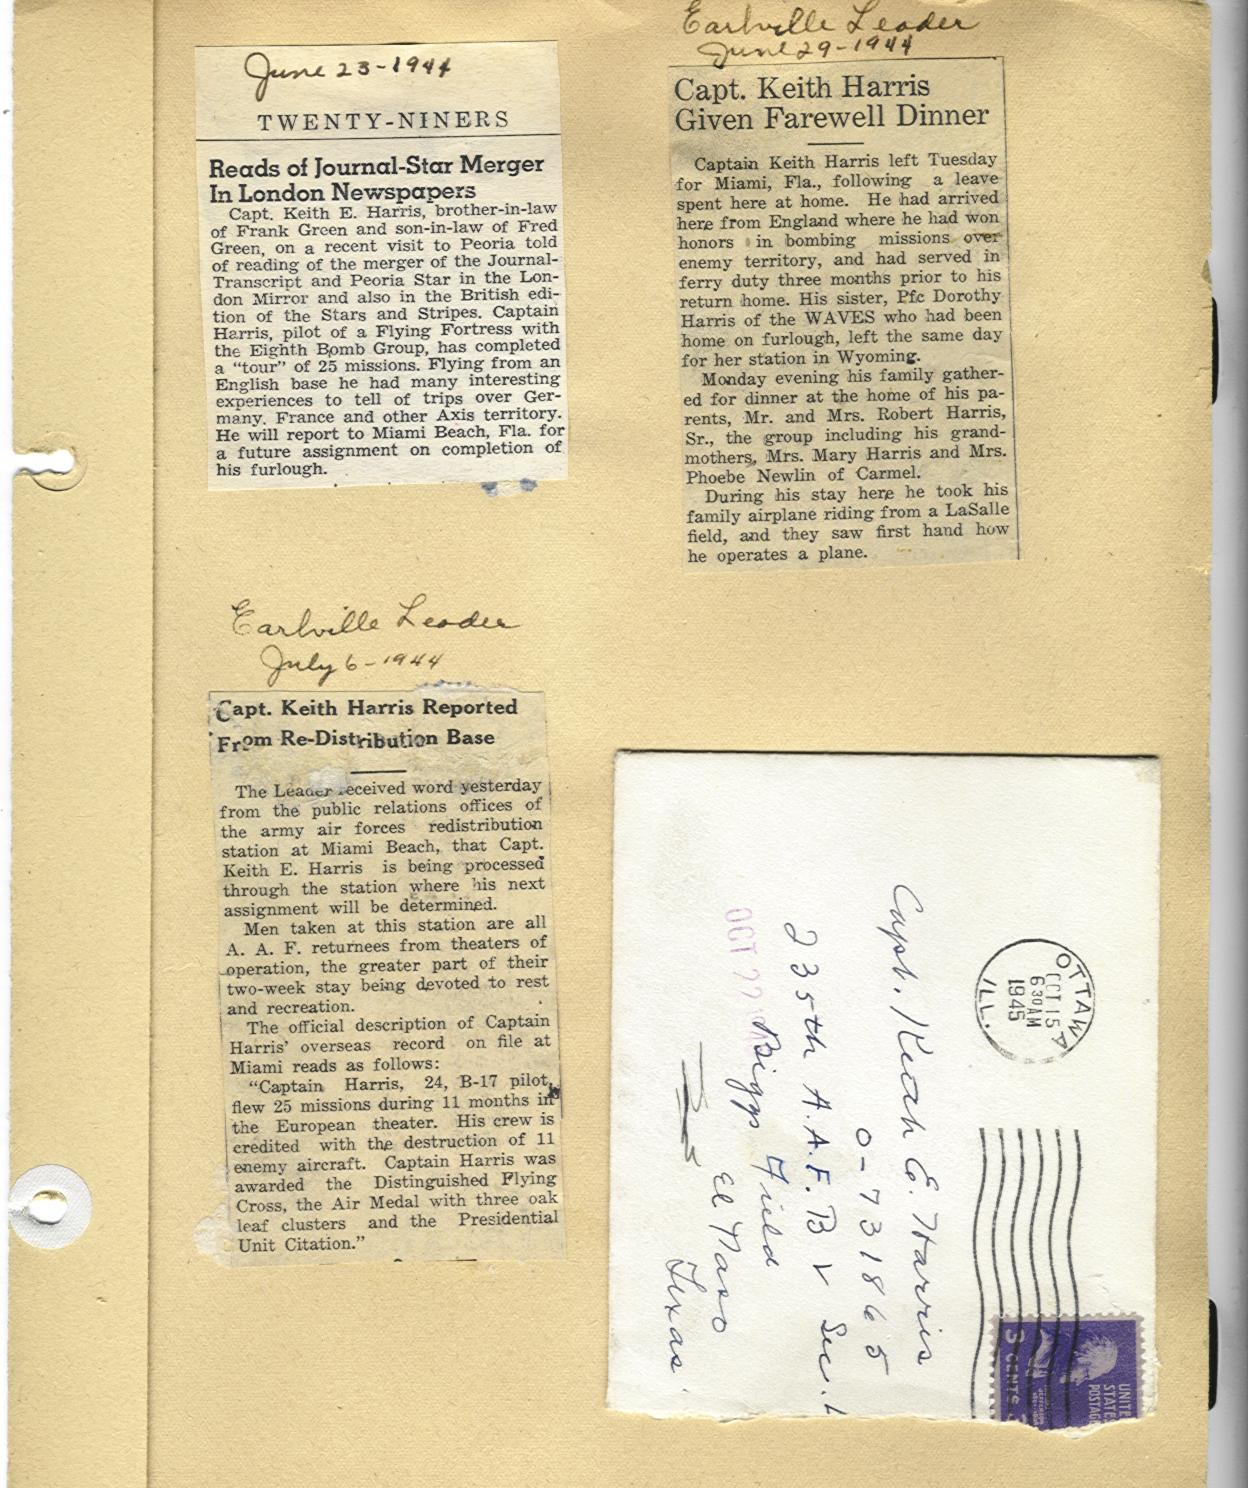 June 23-1944
TWENTY-NINERS
Reads of Journal-Star Merger
In London Newspapers
Capt. Keith E. Harris, brother-in-law
of Frank Green and son-in-law of Fred
Green, on a recent visit to Peoria told
of reading of the merger of the Journal-
Transcript and Peoria Star in the Lon-
don Mirror and also in the British edi-
tion of the Stars and Stripes. Captain
Harris, pilot of a Flying Fortress with
the Eighth Bomb Group, has completed
a "tour" of 25 missions. Flying from an
English base he had many interesting
experiences to tell of trips over Ger-
many, France and other Axis territory.
He will report to Miami Beach, Fla. for
a future assignment on completion of
his furlough.
Earlville Leader
June 29-1944
Capt. Keith Harris
Given Farewell Dinner
Captain Keith Harris left Tuesday
for Miami, Fla., following a leave
spent here at home. He had arrived
here from England where he had won
honors in bombing missions over
enemy territory, and had served in
ferry duty three months prior to his
return home. His sister, Pfc Dorothy
Harris of the WAVES who had been
home on furlough, left the same day
for her station in Wyoming.
Monday evening his family gather-
ed for dinner at the home of his pa-
rents, Mr. and Mrs. Robert Harris,
Sr., the group including his grand-
mothers, Mrs. Mary Harris and Mrs.
Phoebe Newlin of Carmel.
During his stay here he took his
family airplane riding from a LaSalle
field, and they saw first hand how
he operates a plane.
Earlville Leader
July 6-1944
Capt. Keith Harris Reported
From Re-Distribution Base
The Leader received word yesterday
from the public relations offices of
the army air forces redistribution
station at Miami Beach, that Capt.
Keith E. Harris is being processed
through the station where his next
assignment will be determined.
Men taken at this station are all
A. A. F. returnees from theaters of
operation, the greater part of their
two-week stay being devoted to rest
and recreation.
The official description of Captain
Harris' overseas record on file at
Miami reads as follows:
"Captain Harris, 24, B-17 pilot,
flew 25 missions during 11 months in
the European theater. His crew is
credited with the destruction of 11
enemy aircraft. Captain Harris was
awarded the Distinguished Flying
Cross, the Air Medal with three oak
leaf clusters and the Presidential
Unit Citation."
OTTAWA
OCT 15
6 30 AM
1945
ILL.
UNITE
STATE
POSTAG
3 CENTS
Capt. Keith E. Harris
0-731865
235th A.A.F. B Sec. 1
Biggs Field
El Paso
Texas.
OCT 22